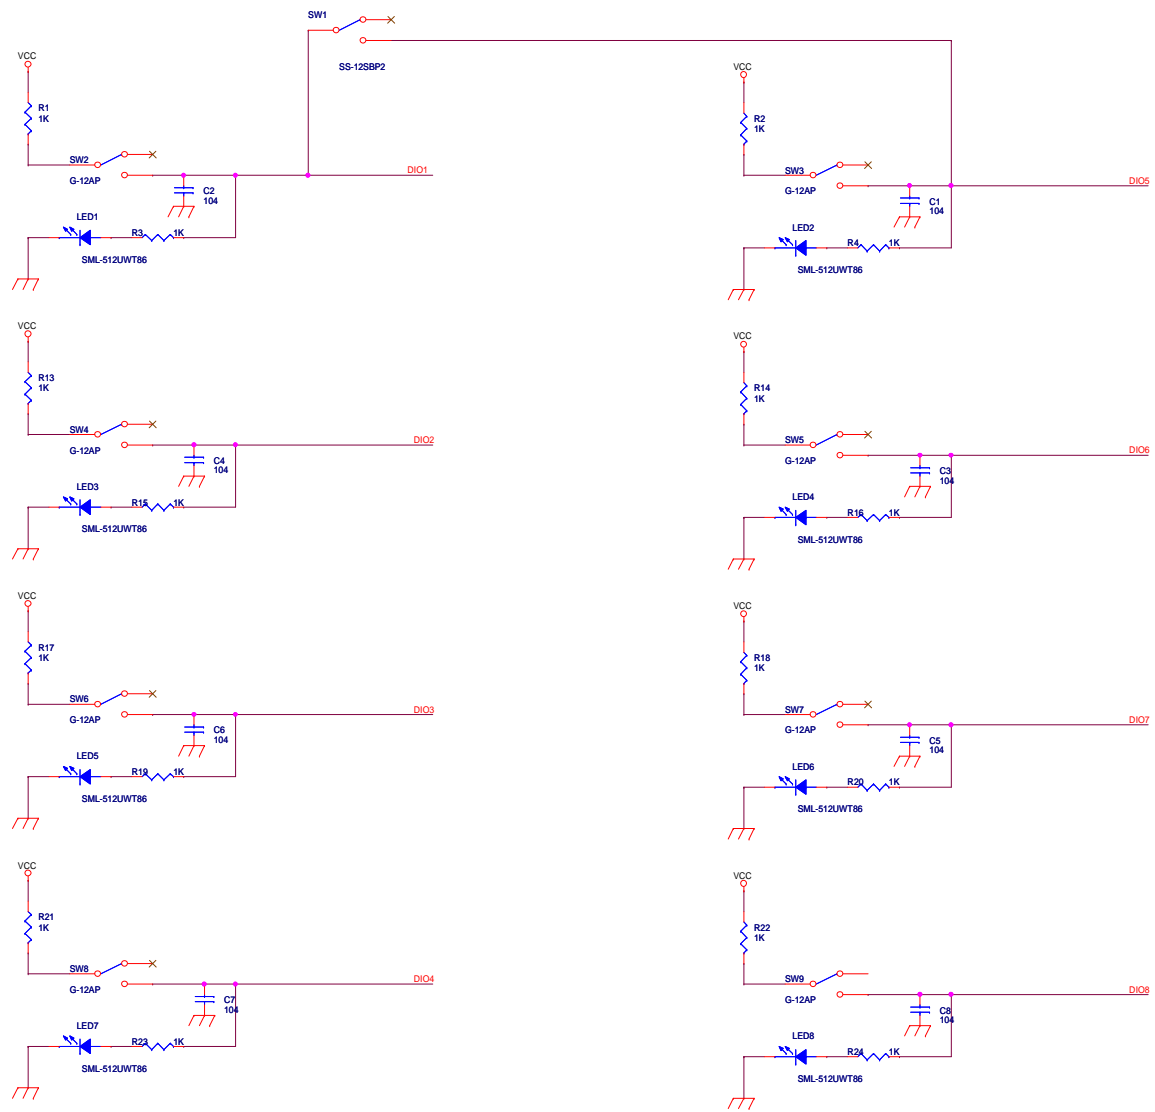 SW1
SS-12SBP2
VCC
R1
1K
SW2
G-12AP
DIO1
C2
104
LED1
R3 1K
SML-512UWT86
VCC
R2
1K
SW3
G-12AP
DIO5
C1
104
LED2
R4 1K
SML-512UWT86
VCC
R13
1K
SW4
G-12AP
DIO2
C4
104
LED3
R15 1K
SML-512UWT86
VCC
R14
1K
SW5
G-12AP
DIO6
C3
104
LED4
R16 1K
SML-512UWT86
VCC
R17
1K
SW6
G-12AP
DIO3
C6
104
LED5
R19 1K
SML-512UWT86
VCC
R18
1K
SW7
G-12AP
DIO7
C5
104
LED6
R20 1K
SML-512UWT86
VCC
R21
1K
SW8
G-12AP
DIO4
C7
104
LED7
R23 1K
SML-512UWT86
VCC
R22
1K
SW9
G-12AP
DIO8
C8
104
LED8
R24 1K
SML-512UWT86